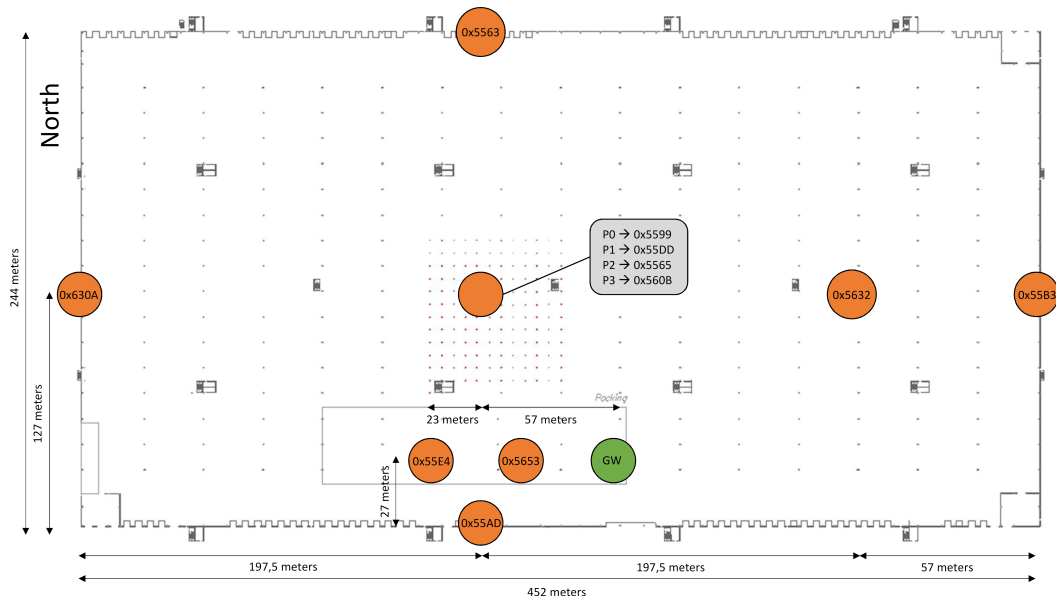 0x5563
North
P0 → 0x5599
P1 → 0x55DD
P2 → 0x5565
P3 → 0x560B
244 meters
0x630A
0x5632
0x55B3
127 meters
Packing
23 meters
57 meters
0x55E4
0x5653
GW
27 meters
0x55AD
197,5 meters
197,5 meters
57 meters
452 meters